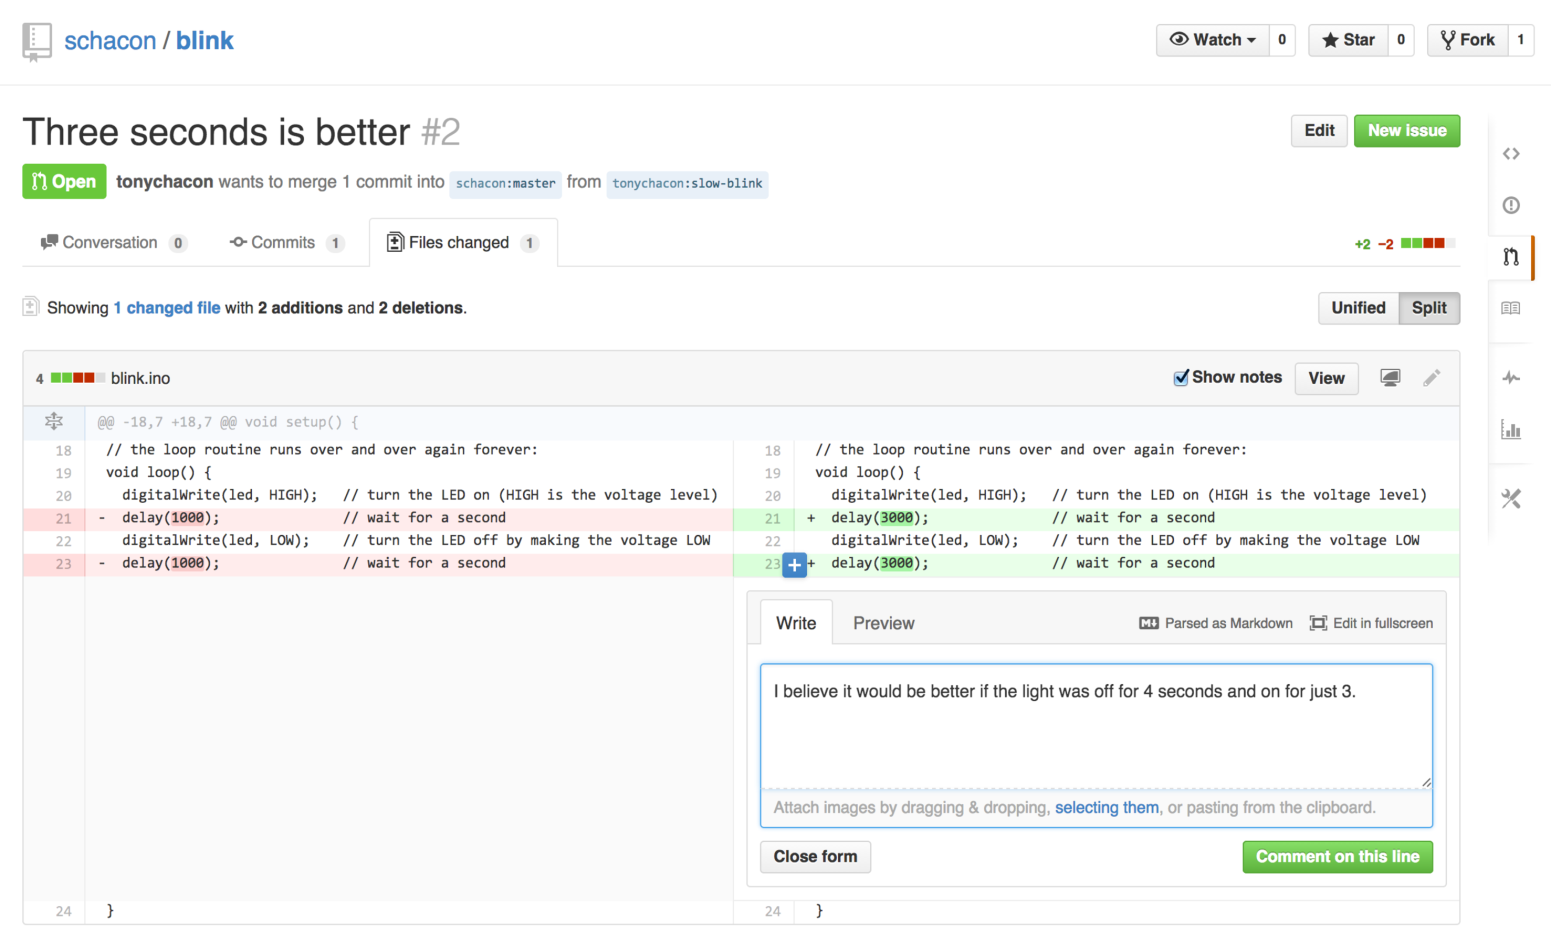 schacon / blink
Watch 0 Star 0 Fork 1
Three seconds is better #2
Edit New issue
Open tonychacon wants to merge 1 commit into schacon:master from tonychacon:slow-blink
Conversation 0 Commits 1 Files changed 1 +2 −2
Showing 1 changed file with 2 additions and 2 deletions.
Unified Split
4 blink.ino Show notes View
@@ -18,7 +18,7 @@ void setup() {
18 // the loop routine runs over and over again forever: 18 // the loop routine runs over and over again forever:
19 void loop() { 19 void loop() {
20 digitalWrite(led, HIGH); // turn the LED on (HIGH is the voltage level) 20 digitalWrite(led, HIGH); // turn the LED on (HIGH is the voltage level)
21 - delay(1000); // wait for a second 21 + delay(3000); // wait for a second
22 digitalWrite(led, LOW); // turn the LED off by making the voltage LOW 22 digitalWrite(led, LOW); // turn the LED off by making the voltage LOW
23 - delay(1000); // wait for a second 23 + + delay(3000); // wait for a second
Write Preview Parsed as Markdown Edit in fullscreen
I believe it would be better if the light was off for 4 seconds and on for just 3.
Attach images by dragging & dropping, selecting them, or pasting from the clipboard.
Close form Comment on this line
24 } 24 }